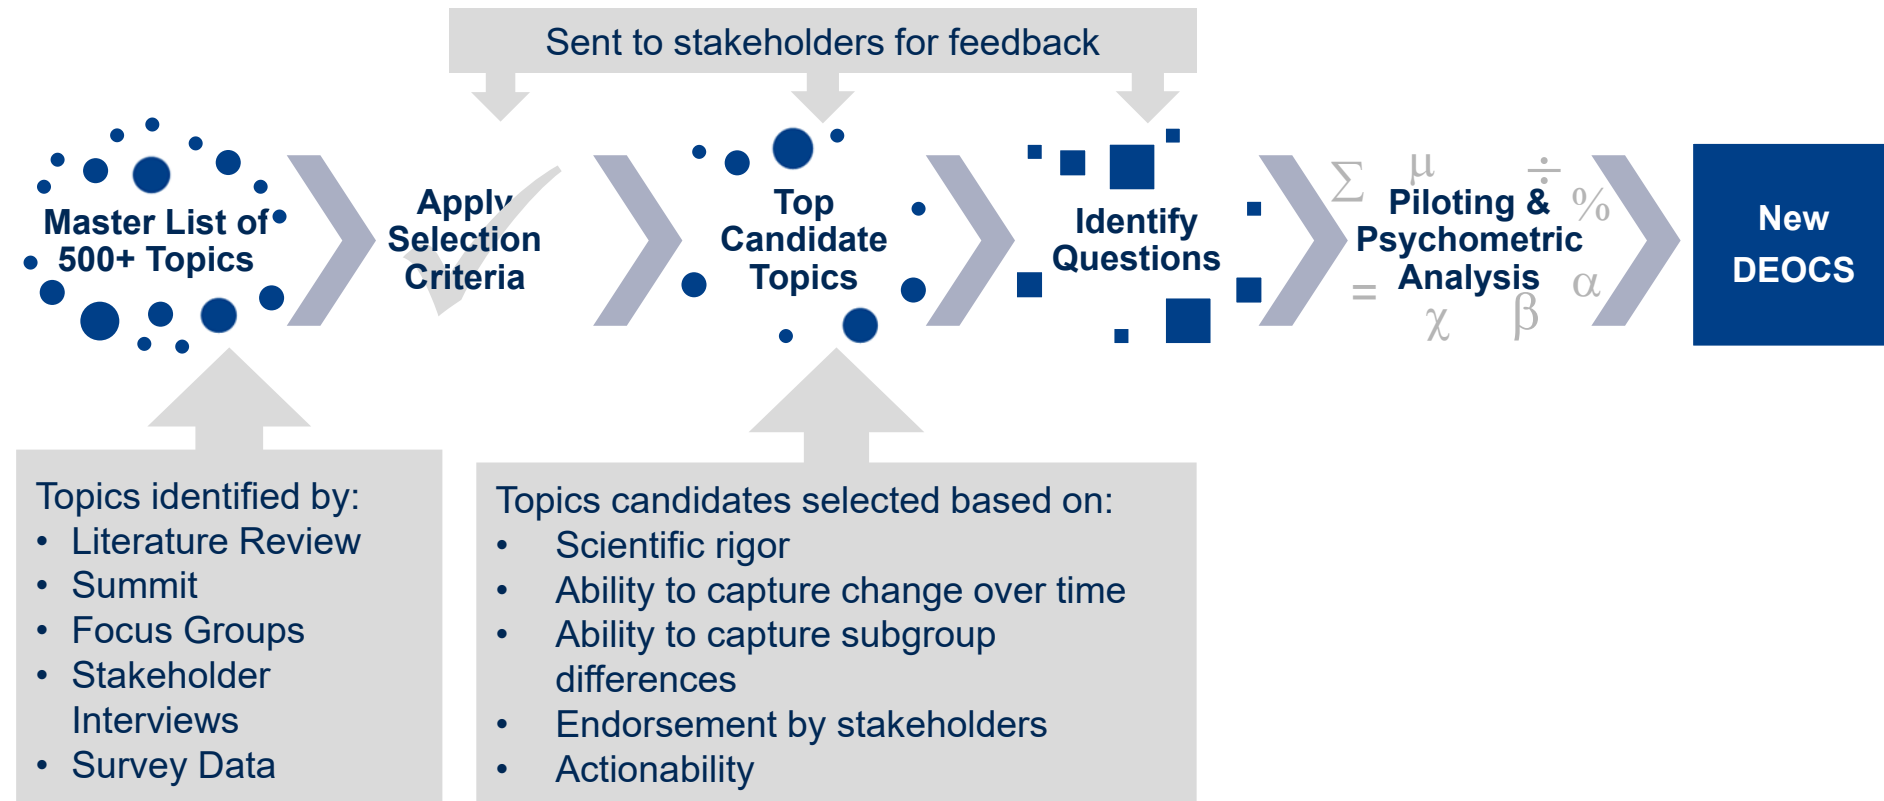 Sent to stakeholders for feedback
Master List of
500+ Topics
Apply
Selection
Criteria
Top
Candidate
Topics
Identify
Questions
Σ μ ÷ %
Piloting &
Psychometric
Analysis
= χ β α
New
DEOCS
Topics identified by:
• Literature Review
• Summit
• Focus Groups
• Stakeholder
Interviews
• Survey Data
Topics candidates selected based on:
• Scientific rigor
• Ability to capture change over time
• Ability to capture subgroup
differences
• Endorsement by stakeholders
• Actionability